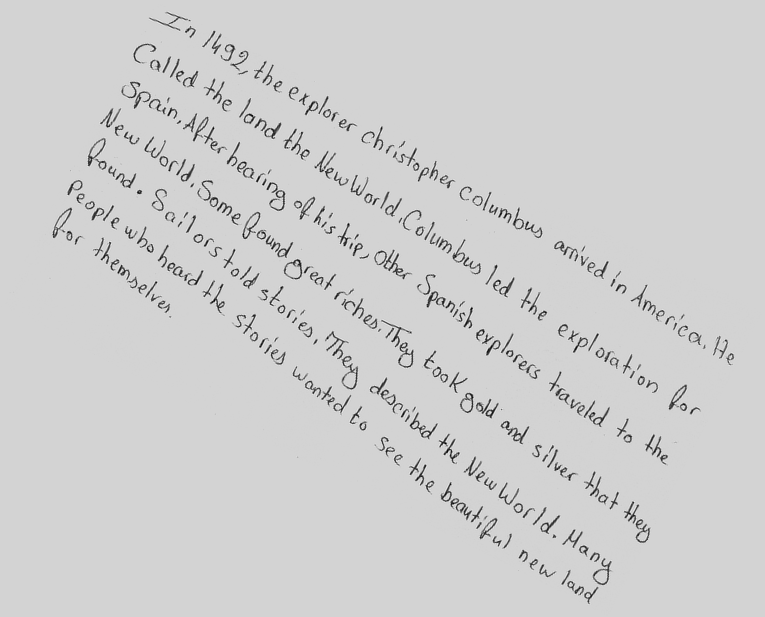 In 1492, the explorer christopher columbus arrived in America. He
Called the land the New World. Columbus led the exploration for
Spain. After hearing of his trip, other Spanish explorers traveled to the
New World. Some found great riches. They took gold and silver that they
found. Sailors told stories. They described the New World. Many
People who heard the stories wanted to see the beautiful new land
for themselves.